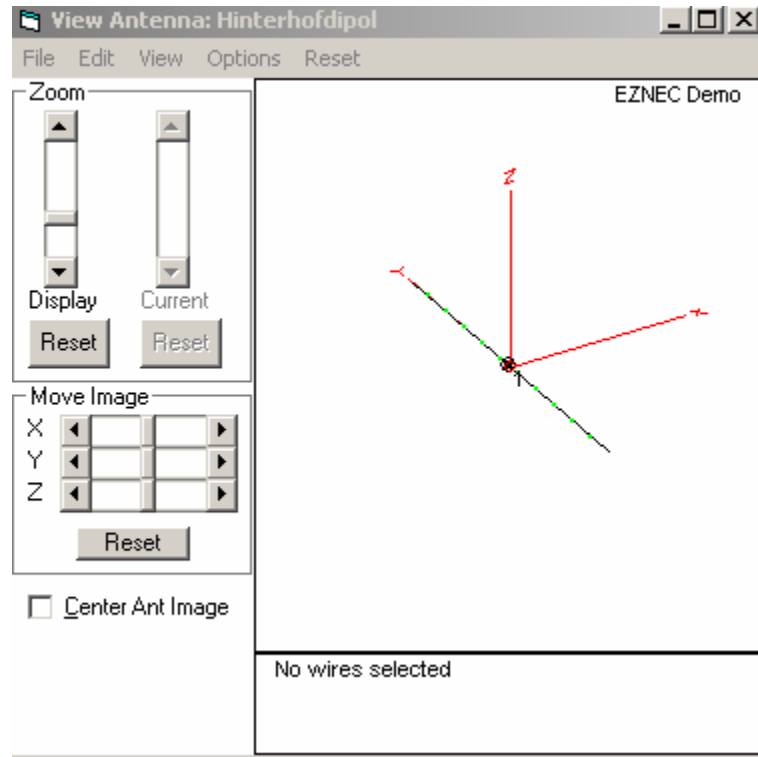 View Antenna: Hinterhofdipol
File Edit View Options Reset
Zoom
EZNEC Demo
Display Current
Reset Reset
Move Image
X
Y
Z
Reset
Center Ant Image
Z
Y
X
1
No wires selected